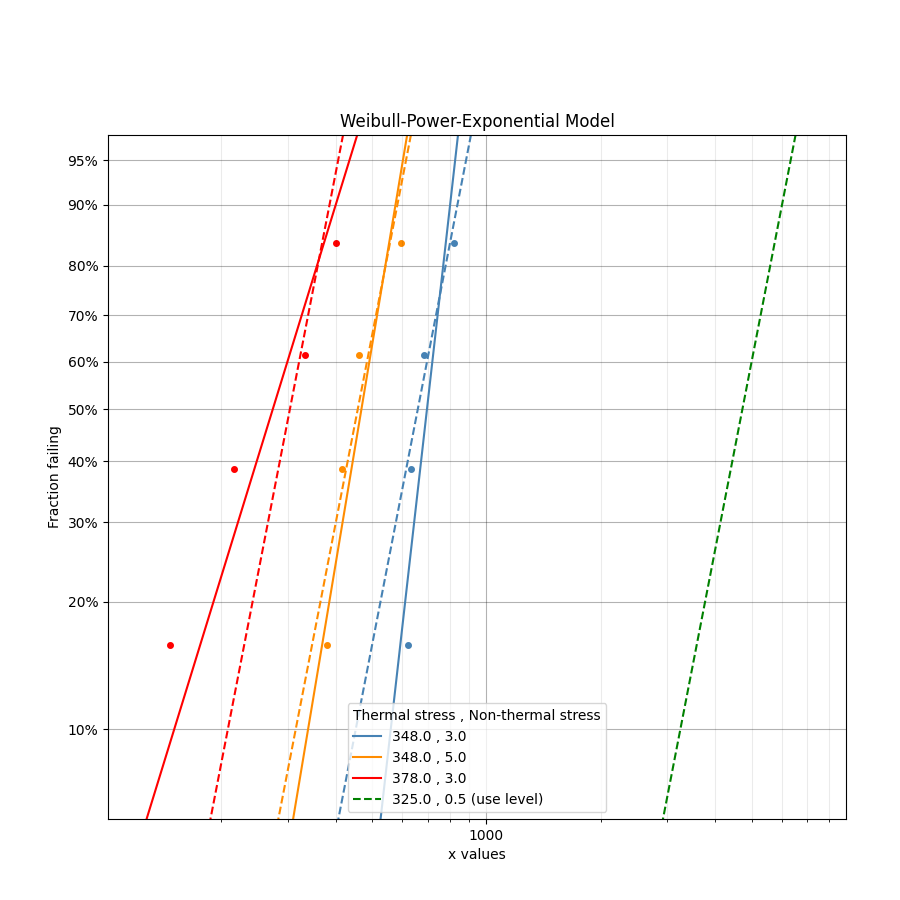 Weibull-Power-Exponential Model
95%
90%
80%
70%
60%
50%
40%
30%
20%
10%
Fraction failing
Thermal stress , Non-thermal stress
348.0 , 3.0
348.0 , 5.0
378.0 , 3.0
325.0 , 0.5 (use level)
1000
x values